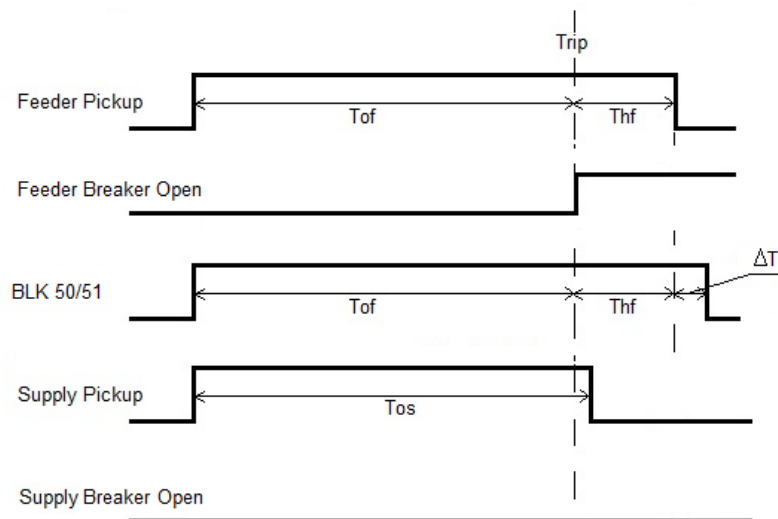 Trip
Feeder Pickup
Tof
Thf
Feeder Breaker Open
ΔT
BLK 50/51
Tof
Thf
Supply Pickup
Tos
Supply Breaker Open